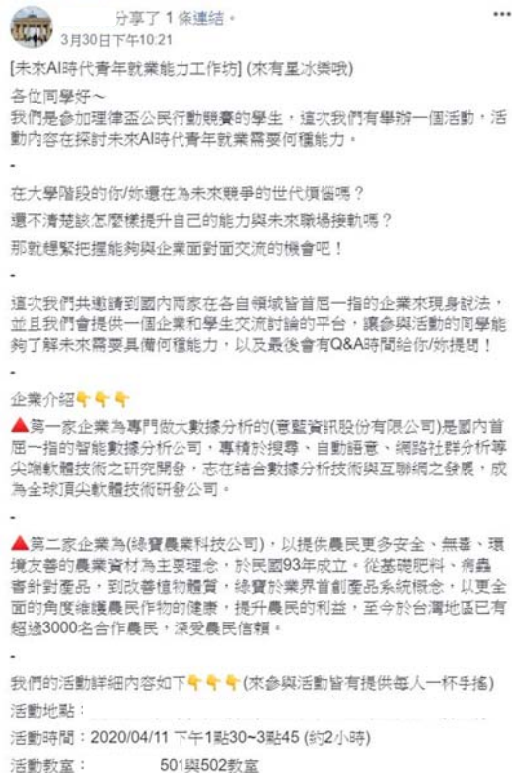 分享了 1 條連結。
3月30日下午10:21
[未來AI時代青年就業能力工作坊] (來有星冰樂哦)
各位同學好～
我們是參加理律盃公民行動競賽的學生，這次我們有舉辦一個活動，活
動內容在探討未來AI時代青年就業需要何種能力。
-
在大學階段的你/妳還在為未來競爭的世代煩惱嗎？
還不清楚該怎麼樣提升自己的能力與未來職場接軌嗎？
那就趕緊把握能夠與企業面對面交流的機會吧！
-
這次我們共邀請到國內兩家在各自領域皆首屈一指的企業來現身說法，
並且我們會提供一個企業和學生交流討論的平台，讓參與活動的同學能
夠了解未來需要具備何種能力，以及最後會有Q&A時間給你/妳提問！
-
企業介紹👇👇👇
🔺第一家企業為專門做大數據分析的(意藍資訊股份有限公司)是國內首
屈一指的智能數據分析公司，專精於搜尋、自動語意、網路社群分析等
尖端軟體技術之研究開發，志在結合數據分析技術與互聯網之發展，成
為全球頂尖軟體技術研發公司。
-
🔺第二家企業為(綠寶農業科技公司)，以提供農民更多安全、無毒、環
境友善的農業資材為主要理念，於民國93年成立。從基礎肥料、病蟲
害針對產品，到改善植物體質，綠寶於業界首創產品系統概念，以更全
面的角度維護農民作物的健康，提升農民的利益，至今於台灣地區已有
超過3000名合作農民，深受農民信賴。
-
我們的活動詳細內容如下👇👇👇(來參與活動皆有提供每人一杯手搖)
活動地點：
活動時間：2020/04/11 下午1點30~3點45 (約2小時)
活動教室： 501與502教室